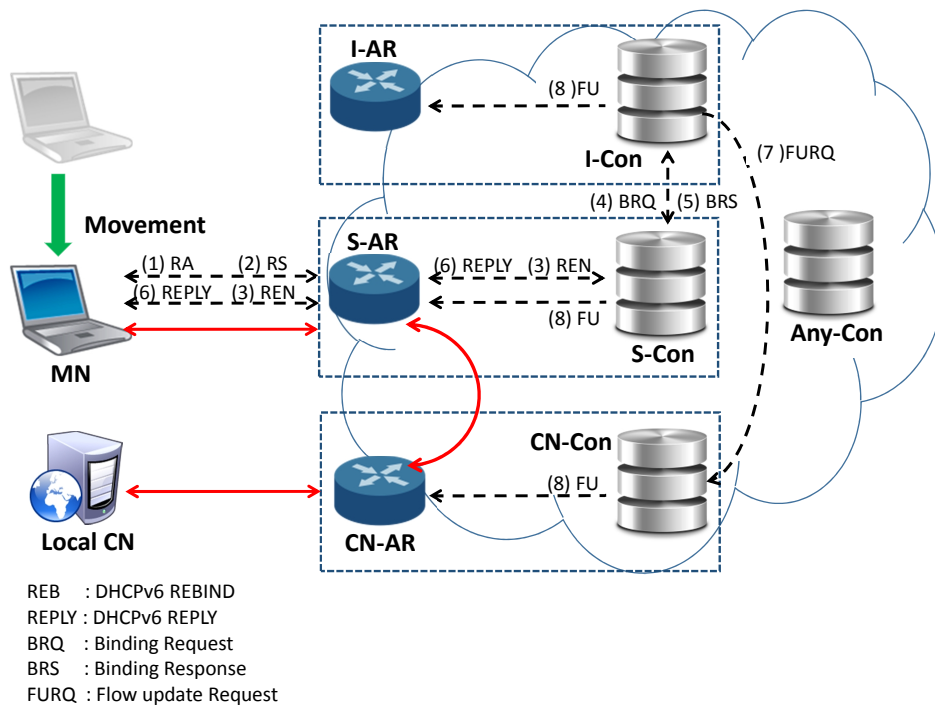 I-AR
(8 )FU
I-Con
(7 )FURQ
(4) BRQ (5) BRS
Movement
S-AR
(1) RA (2) RS
(6) REPLY (3) REN
(6) REPLY (3) REN
(8) FU
S-Con
Any-Con
MN
CN-Con
(8) FU
Local CN
CN-AR
REB : DHCPv6 REBIND
REPLY : DHCPv6 REPLY
BRQ : Binding Request
BRS : Binding Response
FURQ : Flow update Request